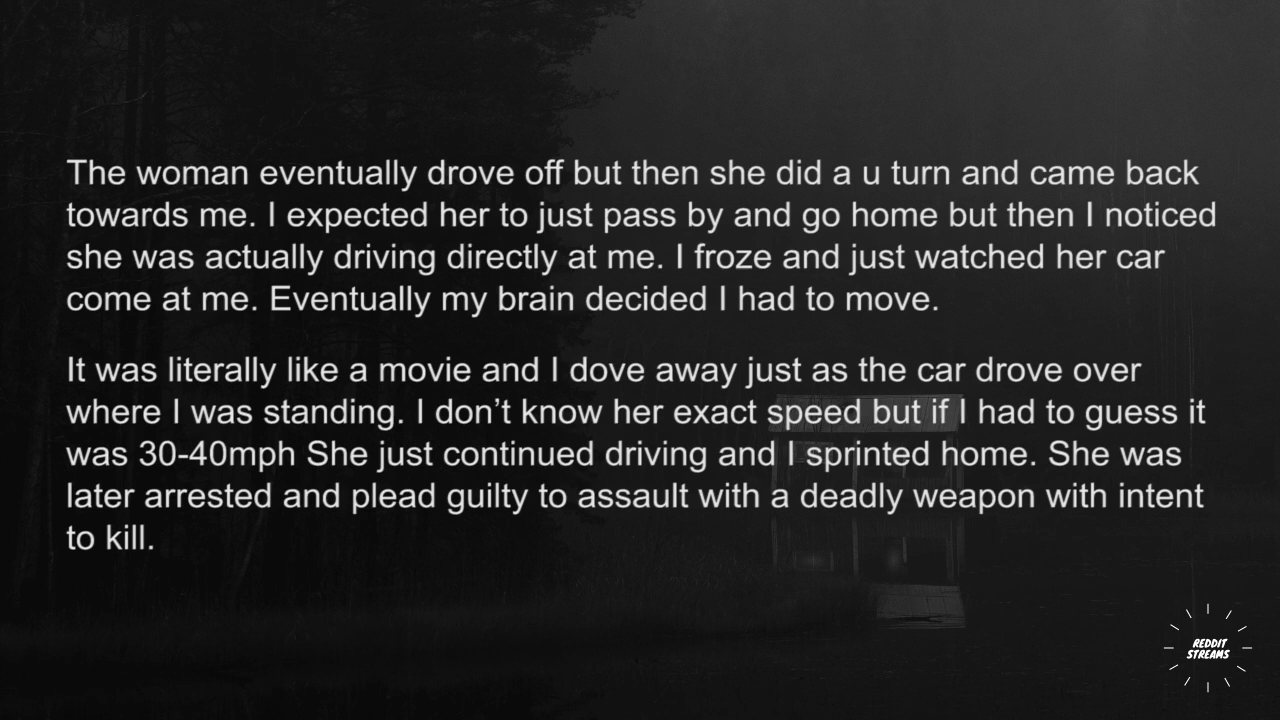 The woman eventually drove off but then she did a u turn and came back
towards me. I expected her to just pass by and go home but then I noticed
she was actually driving directly at me. I froze and just watched her car
come at me. Eventually my brain decided I had to move.
It was literally like a movie and I dove away just as the car drove over
where I was standing. I don’t know her exact speed but if I had to guess it
was 30-40mph She just continued driving and I sprinted home. She was
later arrested and plead guilty to assault with a deadly weapon with intent
to kill.
REDDIT
STREAMS